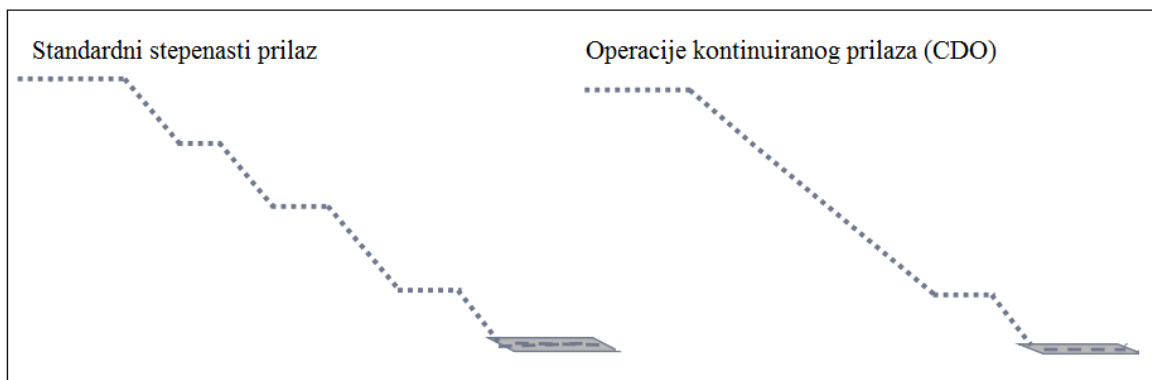 Standardni stepenasti prilaz
Operacije kontinuiranog prilaza (CDO)